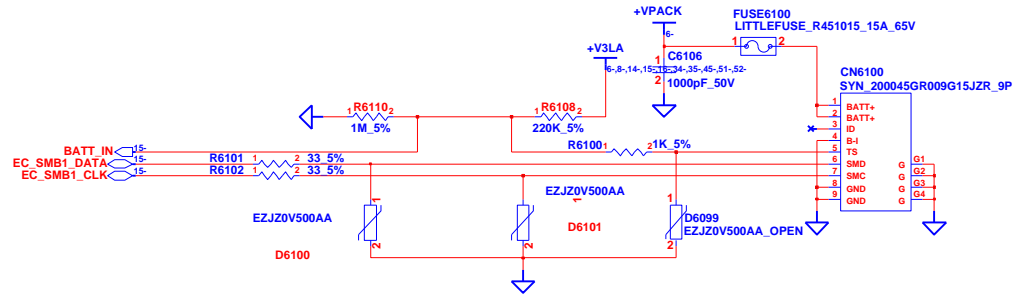 +VPACK
6-
FUSE6100
LITTLEFUSE_R451015_15A_65V
1
2
+V3LA
6-,8-,14-,15-,16-,34-,35-,45-,51-,52-
1
C6106
2
1000pF_50V
CN6100
SYN_200045GR009G15JZR_9P
1 BATT+
2 BATT+
3 ID
4 B-I
5 TS
6 SMD
7 SMC
8 GND
9 GND
G G1
G G2
G G3
G G4
1 R6110 2
1M_5%
1 R6108 2
220K_5%
R6100 1 2 1K_5%
BATT_IN 15-
EC_SMB1_DATA 15- R6101 1 2 33_5%
EC_SMB1_CLK 15- R6102 1 2 33_5%
EZJZ0V500AA
1
2
D6100
EZJZ0V500AA
1
D6101
2
1
D6099
EZJZ0V500AA_OPEN
2